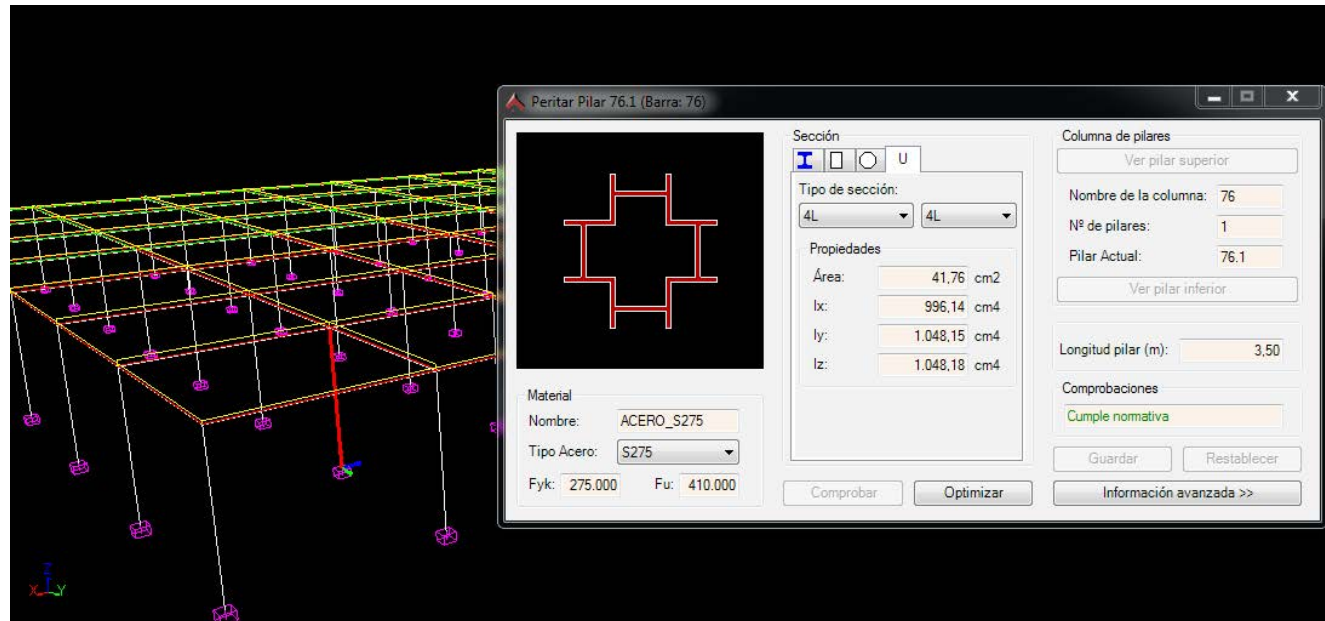 Peritar Pilar 76.1 (Barra: 76)
Sección
U
Tipo de sección:
4L 4L
Propiedades
Área: 41,76 cm2
Ix: 996,14 cm4
Iy: 1.048,15 cm4
Iz: 1.048,18 cm4
Material
Nombre: ACERO_S275
Tipo Acero: S275
Fyk: 275.000 Fu: 410.000
Comprobar Optimizar
Columna de pilares
Ver pilar superior
Nombre de la columna: 76
Nº de pilares: 1
Pilar Actual: 76.1
Ver pilar inferior
Longitud pilar (m): 3,50
Comprobaciones
Cumple normativa
Guardar Restablecer
Información avanzada >>
Z
X Y